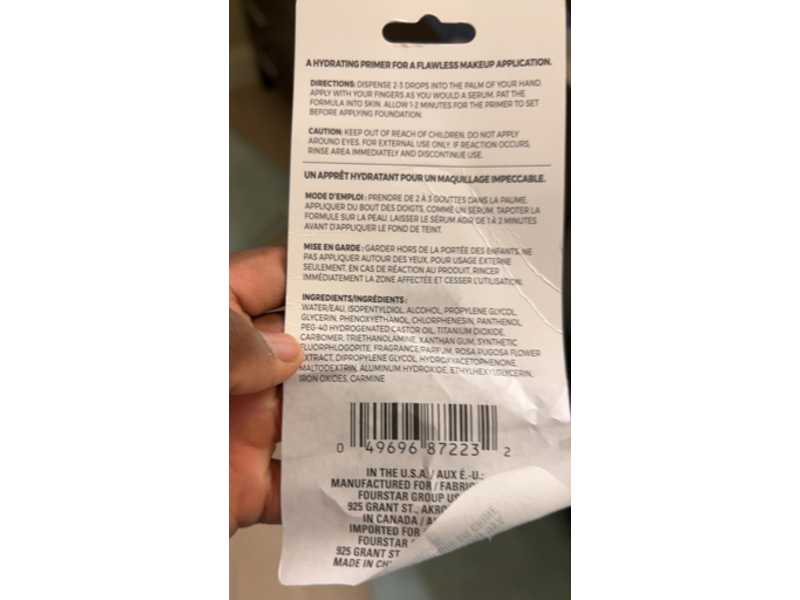 A HYDRATING PRIMER FOR A FLAWLESS MAKEUP APPLICATION.
DIRECTIONS: DISPENSE 2-3 DROPS INTO THE PALM OF YOUR HAND.
APPLY WITH YOUR FINGERS AS YOU WOULD A SERUM. PAT THE
FORMULA INTO SKIN. ALLOW 1-2 MINUTES FOR THE PRIMER TO SET
BEFORE APPLYING FOUNDATION.
CAUTION: KEEP OUT OF REACH OF CHILDREN. DO NOT APPLY
AROUND EYES. FOR EXTERNAL USE ONLY. IF REACTION OCCURS,
RINSE AREA IMMEDIATELY AND DISCONTINUE USE.
UN APPRÊT HYDRATANT POUR UN MAQUILLAGE IMPECCABLE.
MODE D'EMPLOI : PRENDRE DE 2 À 3 GOUTTES DANS LA PAUME.
APPLIQUER DU BOUT DES DOIGTS, COMME UN SÉRUM. TAPOTER LA
FORMULE SUR LA PEAU. LAISSER LE SÉRUM AGIR DE 1 À 2 MINUTES
AVANT D'APPLIQUER LE FOND DE TEINT.
MISE EN GARDE : GARDER HORS DE LA PORTÉE DES ENFANTS. NE
PAS APPLIQUER AUTOUR DES YEUX. POUR USAGE EXTERNE
SEULEMENT. EN CAS DE RÉACTION AU PRODUIT, RINCER
IMMÉDIATEMENT LA ZONE AFFECTÉE ET CESSER L'UTILISATION.
INGREDIENTS/INGRÉDIENTS :
WATER/EAU, ISOPENTYLDIOL, ALCOHOL, PROPYLENE GLYCOL,
GLYCERIN, PHENOXYETHANOL, CHLORPHENESIN, PANTHENOL,
PEG-40 HYDROGENATED CASTOR OIL, TITANIUM DIOXIDE,
CARBOMER, TRIETHANOLAMINE, XANTHAN GUM, SYNTHETIC
FLUORPHLOGOPITE, FRAGRANCE/PARFUM, ROSA RUGOSA FLOWER
EXTRACT, DIPROPYLENE GLYCOL, HYDROXYACETOPHENONE,
MALTODEXTRIN, ALUMINUM HYDROXIDE, ETHYLHEXYLGLYCERIN,
IRON OXIDES, CARMINE
0 49696 87223 2
IN THE U.S.A. / AUX É.-U.:
MANUFACTURED FOR / FABRIC
FOURSTAR GROUP US
925 GRANT ST., AKRO
IN CANADA / A
IMPORTED FOR
FOURSTAR
925 GRANT ST
MADE IN CH